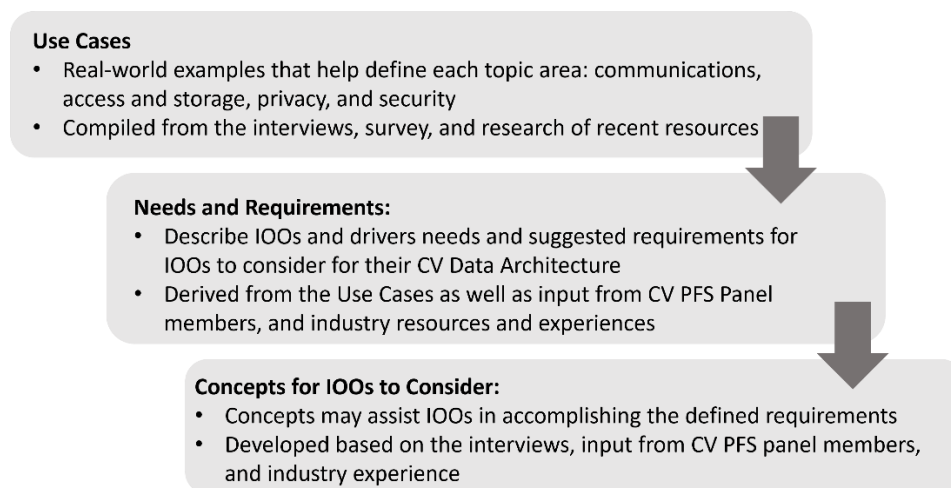 Use Cases
• Real-world examples that help define each topic area: communications,
access and storage, privacy, and security
• Compiled from the interviews, survey, and research of recent resources
Needs and Requirements:
• Describe IOOs and drivers needs and suggested requirements for
IOOs to consider for their CV Data Architecture
• Derived from the Use Cases as well as input from CV PFS Panel
members, and industry resources and experiences
Concepts for IOOs to Consider:
• Concepts may assist IOOs in accomplishing the defined requirements
• Developed based on the interviews, input from CV PFS panel members,
and industry experience